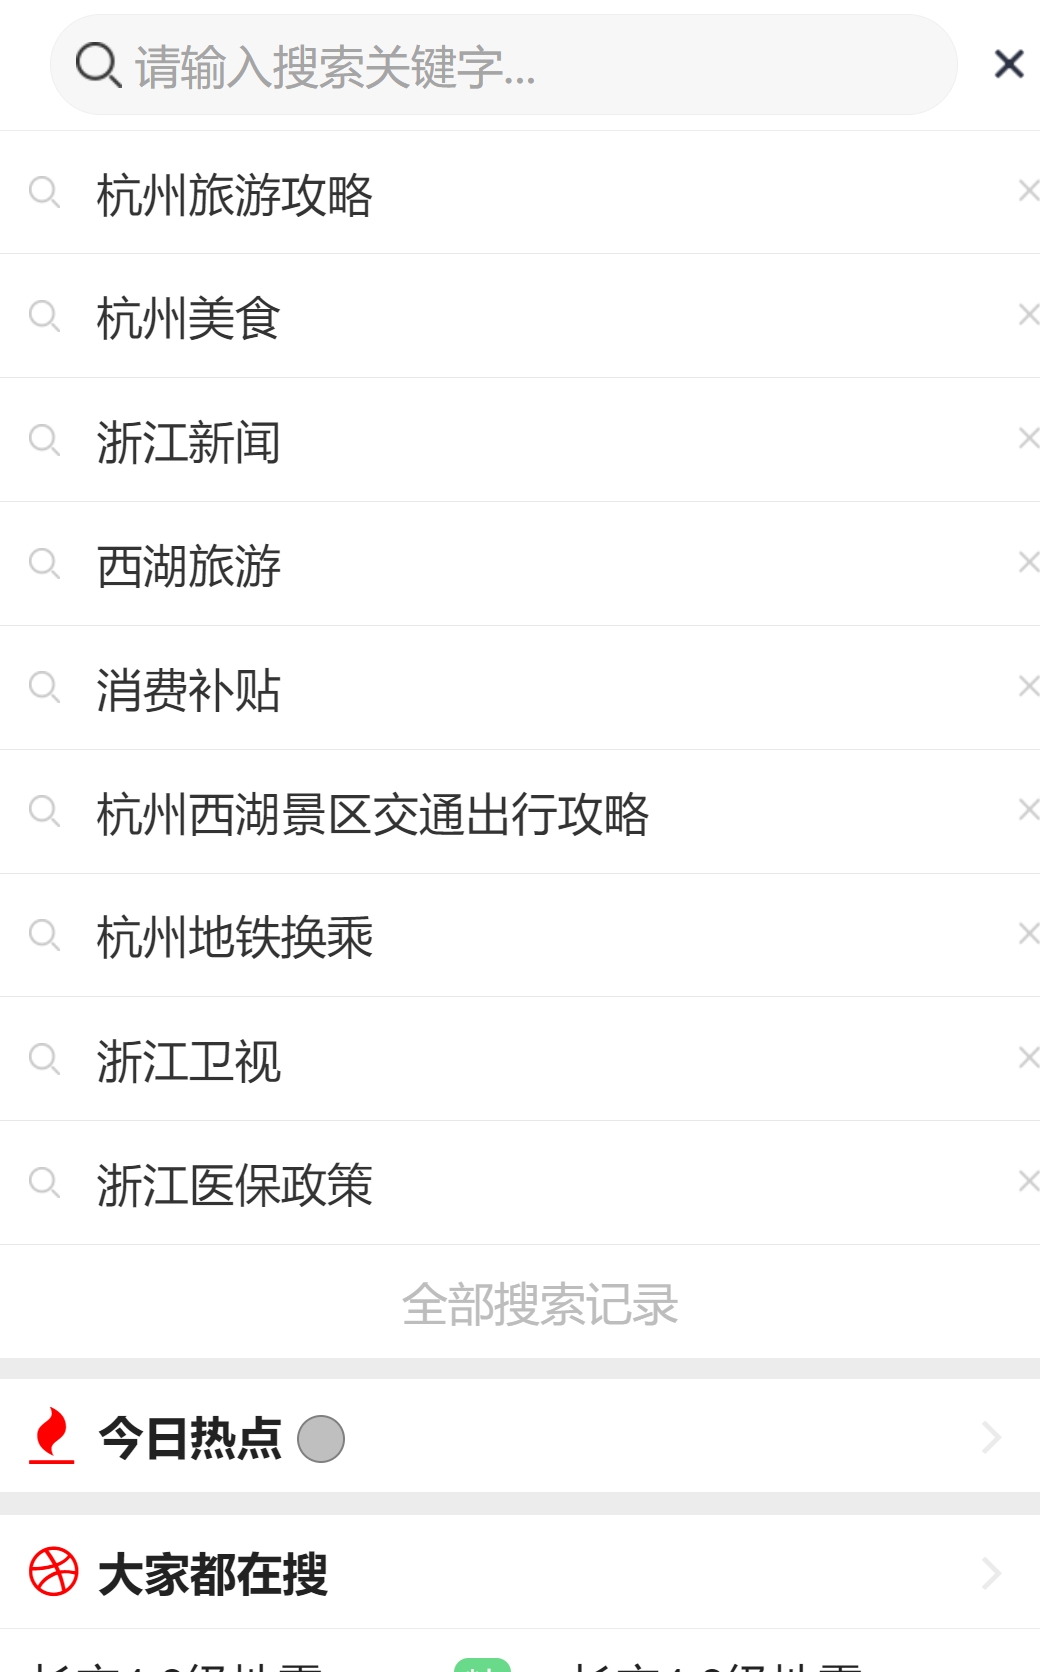 请输入搜索关键字...
杭州旅游攻略
杭州美食
浙江新闻
西湖旅游
消费补贴
杭州西湖景区交通出行攻略
杭州地铁换乘
浙江卫视
浙江医保政策
全部搜索记录
今日热点
大家都在搜